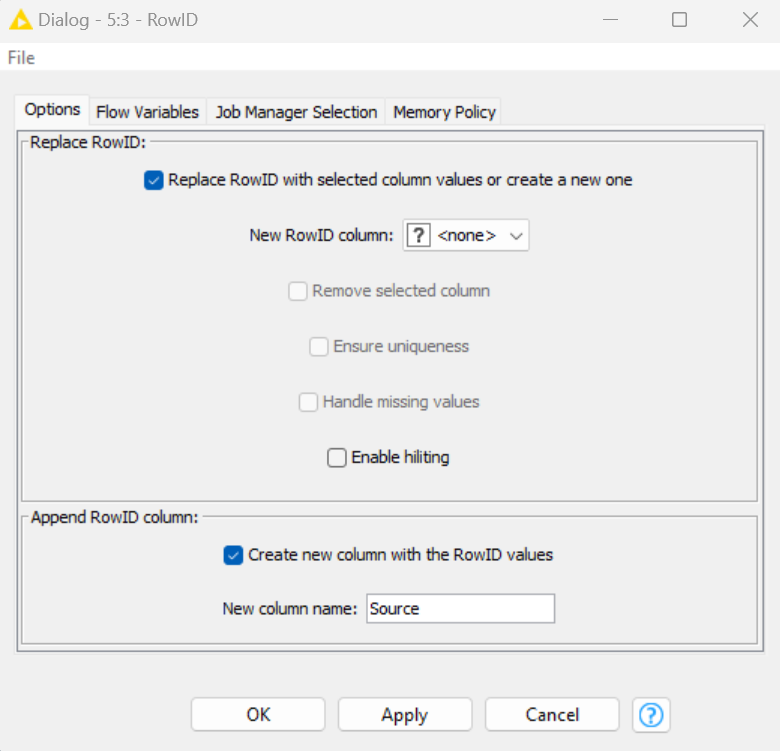 Dialog - 5:3 - RowID
File
Options Flow Variables Job Manager Selection Memory Policy
Replace RowID:
Replace RowID with selected column values or create a new one
New RowID column: ? <none>
Remove selected column
Ensure uniqueness
Handle missing values
Enable hiliting
Append RowID column:
Create new column with the RowID values
New column name: Source
OK Apply Cancel ?